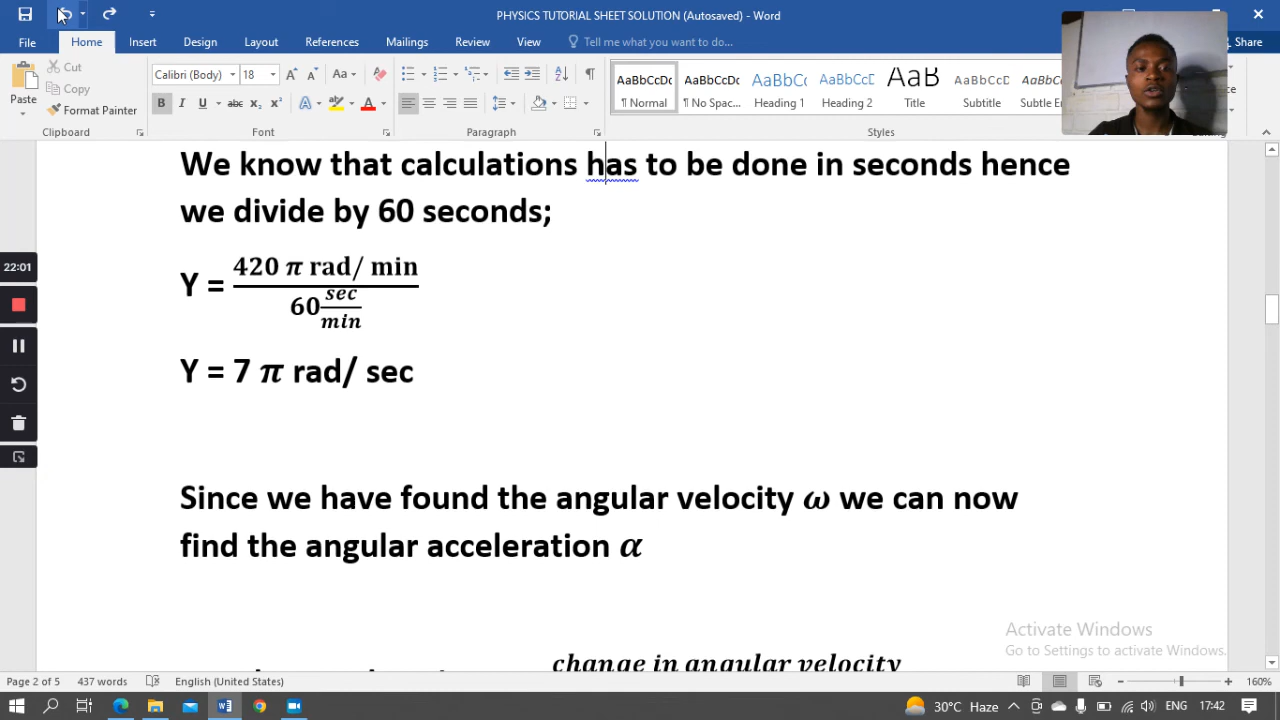 PHYSICS TUTORIAL SHEET SOLUTION (Autosaved) - Word
File Home Insert Design Layout References Mailings Review View Tell me what you want to do... Share
Paste
Cut
Copy
Format Painter
Clipboard
Calibri (Body) 18
Font
Paragraph
AaBbCcDc ¶ Normal
AaBbCcDc ¶ No Spac...
AaBbCc Heading 1
AaBbCcD Heading 2
AaB Title
AaBbCcD Subtitle
AaBbCcD Subtle Em
Styles
Editing
We know that calculations has to be done in seconds hence
we divide by 60 seconds;
Y = 420 π rad/ min
60 sec
min
Y = 7 π rad/ sec
Since we have found the angular velocity ω we can now
find the angular acceleration α
change in angular velocity
22:01
Activate Windows
Go to Settings to activate Windows.
Page 2 of 5 437 words English (United States) 160%
30°C Haze ENG 17:42